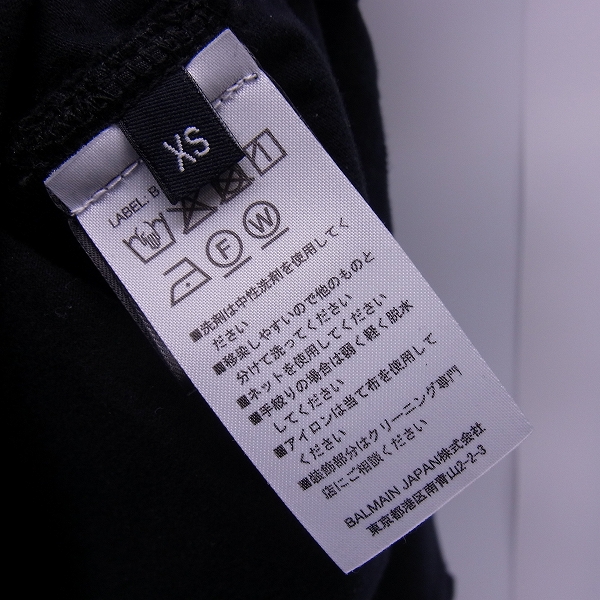 XS
LABEL: B
F W
■洗剤は中性洗剤を使用してく
ださい
■移染しやすいので他のものと
分けて洗ってください
■ネットを使用してください
■手絞りの場合は弱く軽く脱水
してください
■アイロンは当て布を使用して
ください
■装飾部分はクリーニング専門
店にご相談ください
BALMAIN JAPAN株式会社
東京都港区南青山2-2-3